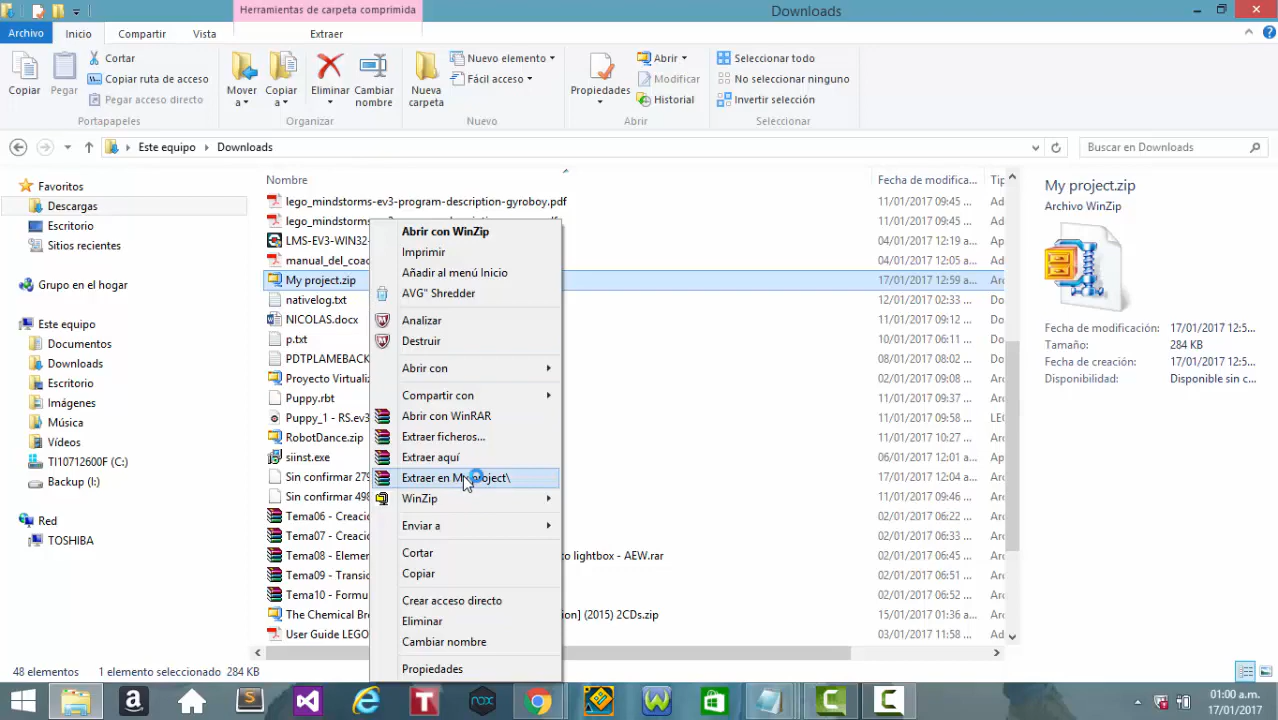 Herramientas de carpeta comprimida
Downloads
Archivo
Inicio
Compartir
Vista
Extraer
Copiar
Pegar
Cortar
Copiar ruta de acceso
Pegar acceso directo
Portapapeles
Mover
a
Copiar
a
Eliminar
Cambiar
nombre
Organizar
Nueva
carpeta
Nuevo elemento
Fácil acceso
Nuevo
Propiedades
Abrir
Modificar
Historial
Abrir
Seleccionar todo
No seleccionar ninguno
Invertir selección
Seleccionar
Este equipo
Downloads
Buscar en Downloads
Favoritos
Descargas
Escritorio
Sitios recientes
Grupo en el hogar
Este equipo
Documentos
Downloads
Escritorio
Imágenes
Música
Vídeos
TI10712600F (C:)
Backup (I:)
Red
TOSHIBA
Nombre
Fecha de modifica...
Tip
lego_mindstorms-ev3-program-description-gyroboy.pdf
11/01/2017 09:45 ...
Ad
11/01/2017 09:45 ...
Ad
LMS-EV3-WIN32-
04/01/2017 12:19 a...
Ap
manual_del_coac
04/01/2017 12:05 a...
Ad
My project.zip
17/01/2017 12:59 a...
Ar
nativelog.txt
12/01/2017 02:33 ...
Do
NICOLAS.docx
11/01/2017 09:12 ...
Do
p.txt
10/01/2017 06:11 ...
Do
PDTPLAMEBACK
08/01/2017 08:02 ...
Do
Proyecto Virtualiz
02/01/2017 09:08 ...
Ar
Puppy.rbt
11/01/2017 09:37 ...
Ar
Puppy_1 - RS.ev3
11/01/2017 09:58 ...
LE
RobotDance.zip
11/01/2017 10:27 ...
Ar
siinst.exe
06/01/2017 12:01 a...
Ap
Sin confirmar 279
17/01/2017 12:04 a...
Ar
Sin confirmar 498
Ar
Tema06 - Creacio
02/01/2017 06:22 ...
Ar
Tema07 - Creacio
02/01/2017 06:33 ...
Ar
Tema08 - Elemen
to lightbox - AEW.rar
02/01/2017 06:45 ...
Ar
Tema09 - Transic
02/01/2017 06:51 ...
Ar
Tema10 - Formu
02/01/2017 06:52 ...
Ar
The Chemical Br
ion] (2015) 2CDs.zip
15/01/2017 01:36 a...
Ar
User Guide LEGO
03/01/2017 11:58 ...
Ad
Abrir con WinZip
Imprimir
Añadir al menú Inicio
AVG" Shredder
Analizar
Destruir
Abrir con
Compartir con
Abrir con WinRAR
Extraer ficheros...
Extraer aquí
Extraer en My project\
WinZip
Enviar a
Cortar
Copiar
Crear acceso directo
Eliminar
Cambiar nombre
Propiedades
My project.zip
Archivo WinZip
Fecha de modificación:
17/01/2017 12:5...
Tamaño:
284 KB
Fecha de creación:
17/01/2017 12:5...
Disponibilidad:
Disponible sin c...
48 elementos
1 elemento seleccionado 284 KB
nox
01:00 a.m.
17/01/2017